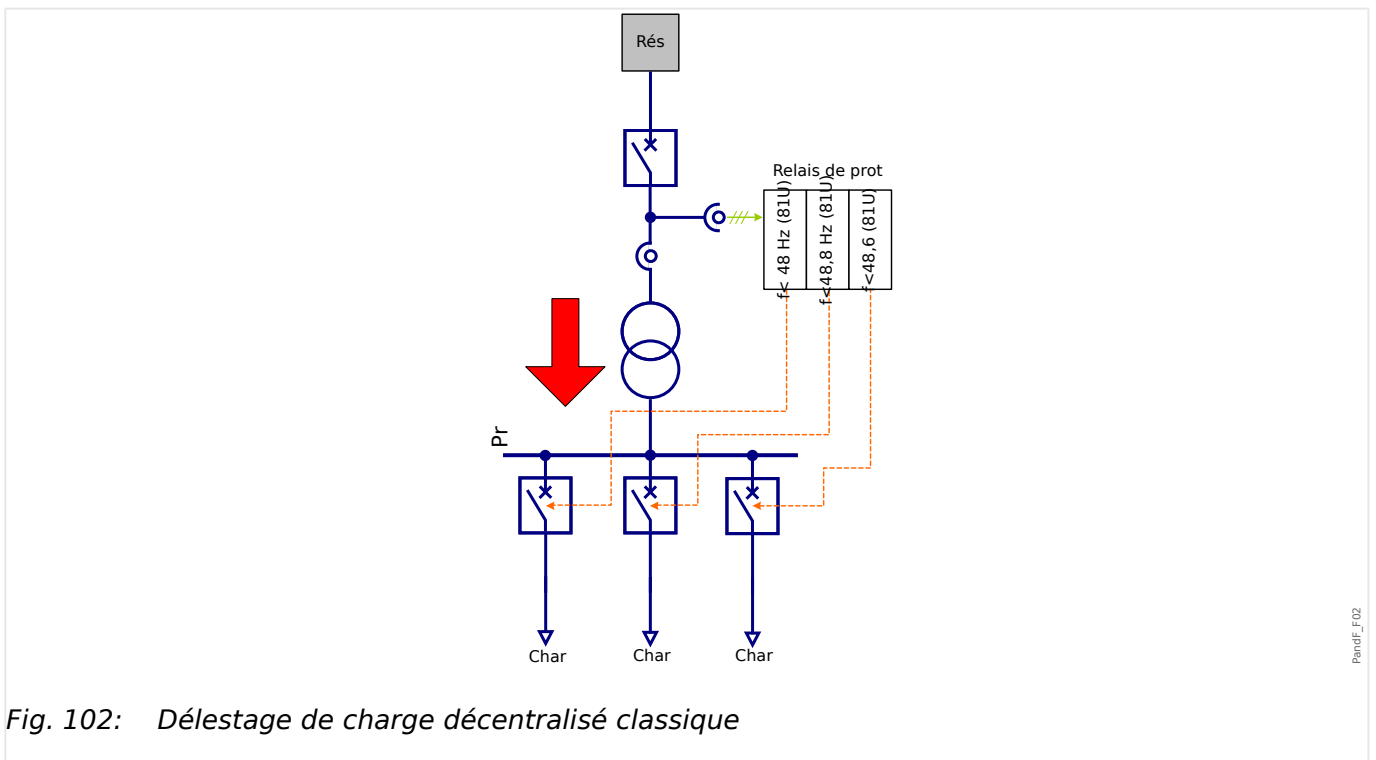 Rés
Relais de prot
f< 48 Hz (81U)
f<48,8 Hz (81U)
f<48,6 (81U)
Pr
Char
Char
Char
PandF_F02
Fig. 102: Délestage de charge décentralisé classique